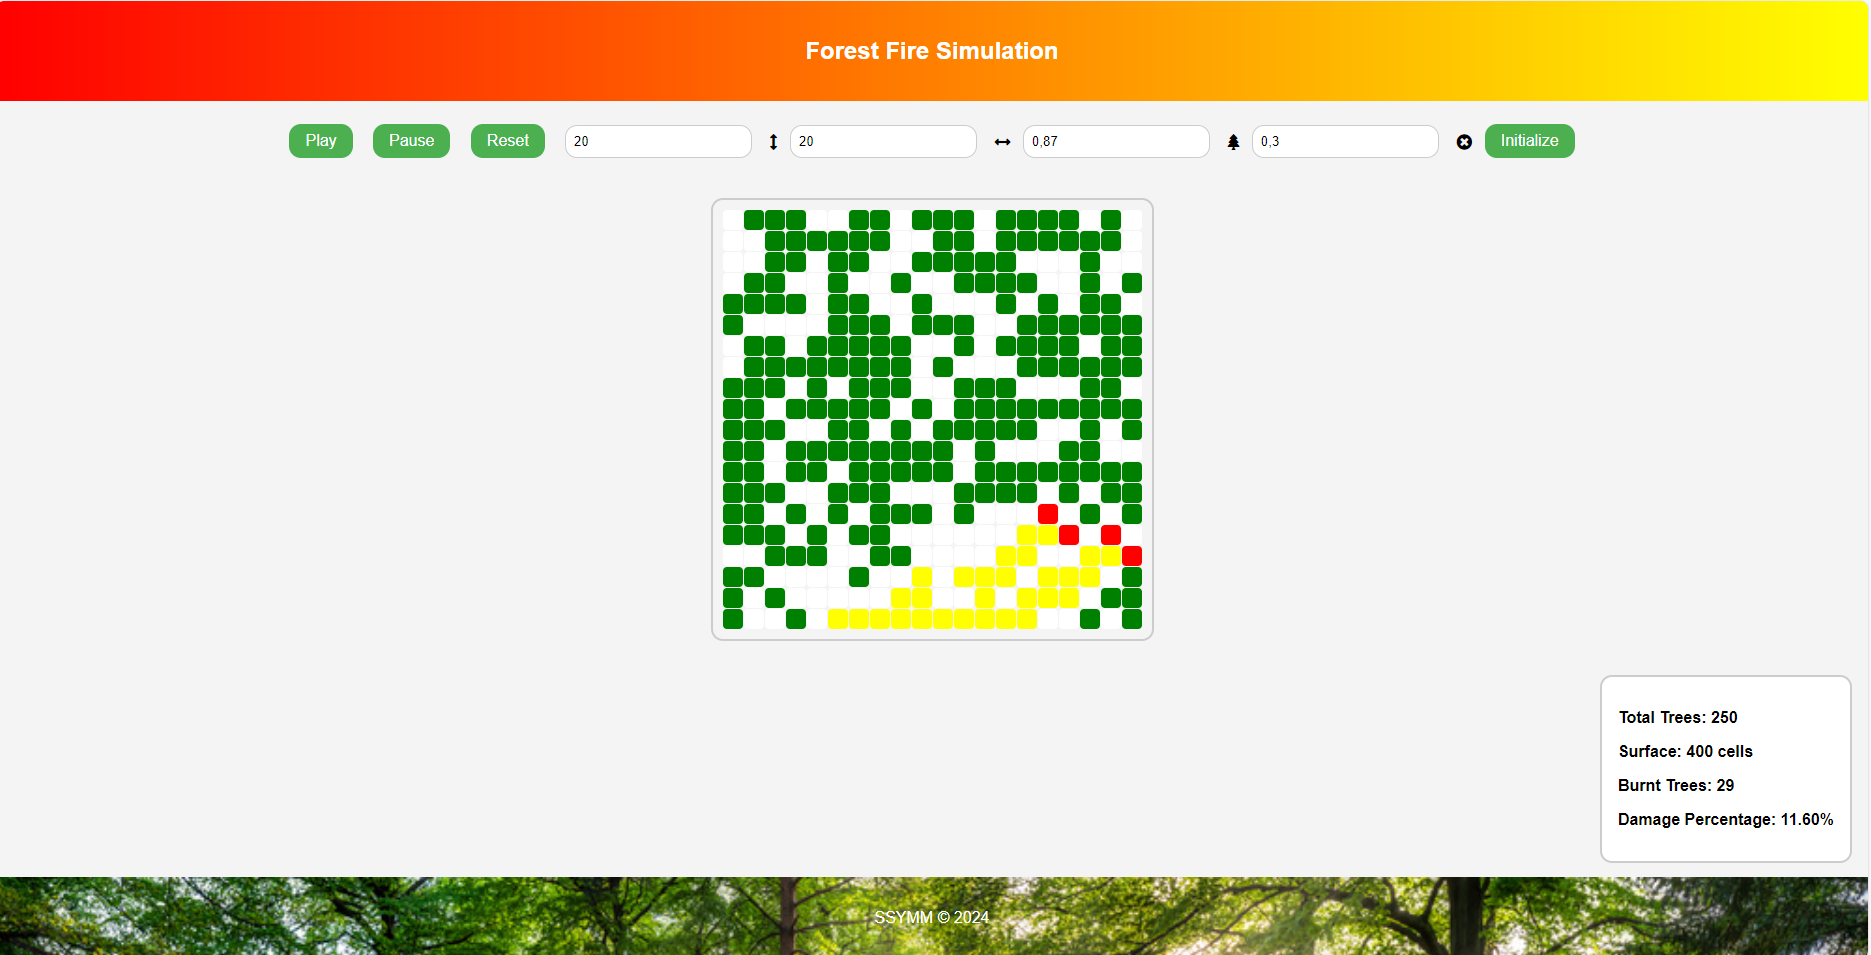 Forest Fire Simulation
Play Pause Reset 20 20 0,87 0,3 Initialize
Total Trees: 250
Surface: 400 cells
Burnt Trees: 29
Damage Percentage: 11.60%
SSYMM © 2024